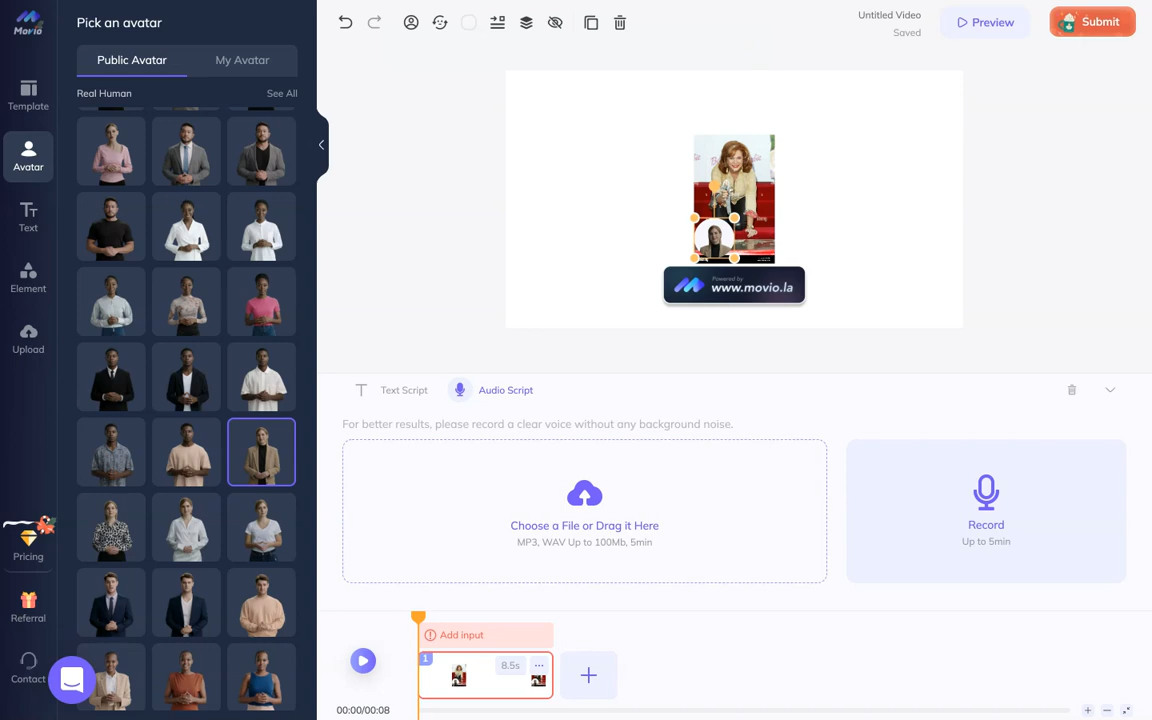 Movio
Template
Avatar
Text
Element
Upload
Pricing
Referral
Contact
Pick an avatar
Public Avatar
My Avatar
Real Human
See All
Untitled Video
Saved
Preview
Submit
Powered by
www.movio.la
Text Script
Audio Script
For better results, please record a clear voice without any background noise.
Choose a File or Drag it Here
MP3, WAV Up to 100Mb, 5min
Record
Up to 5min
Add input
1
8.5s
00:00/00:08